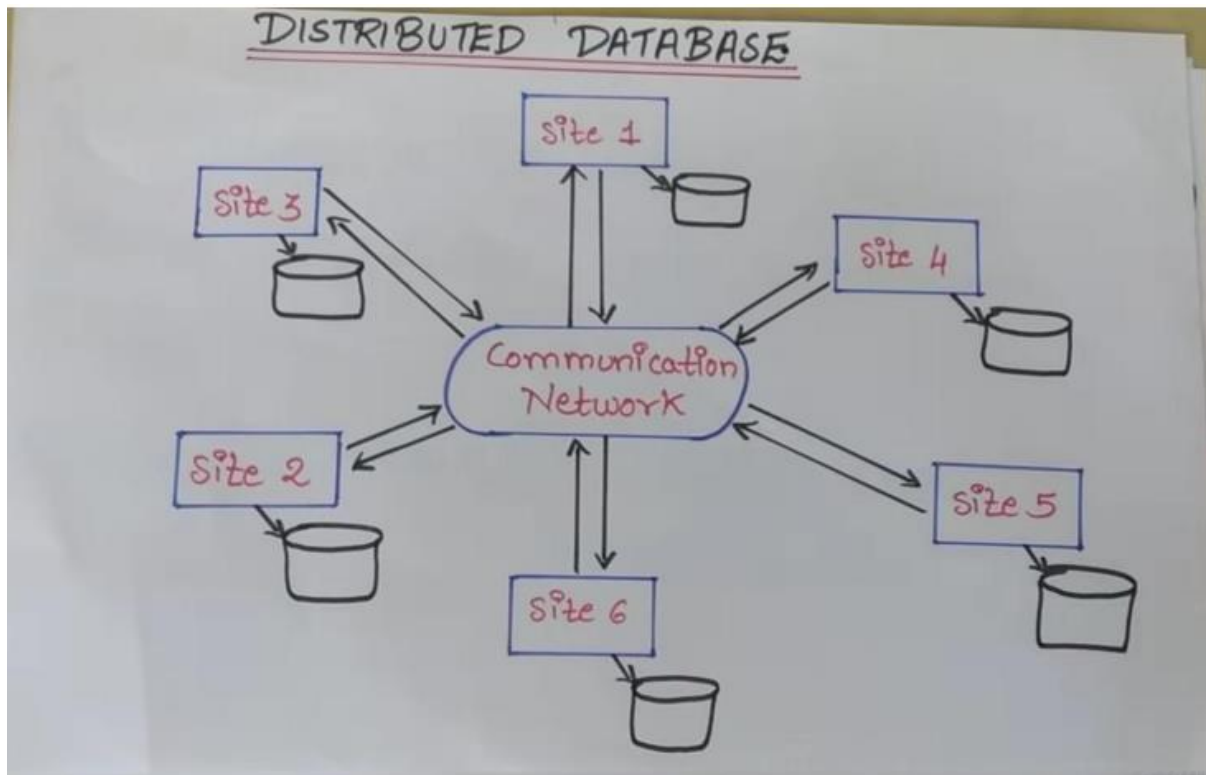 DISTRIBUTED DATABASE
Site 1
Site 3
Site 4
Communication
Network
Site 2
Site 5
Site 6